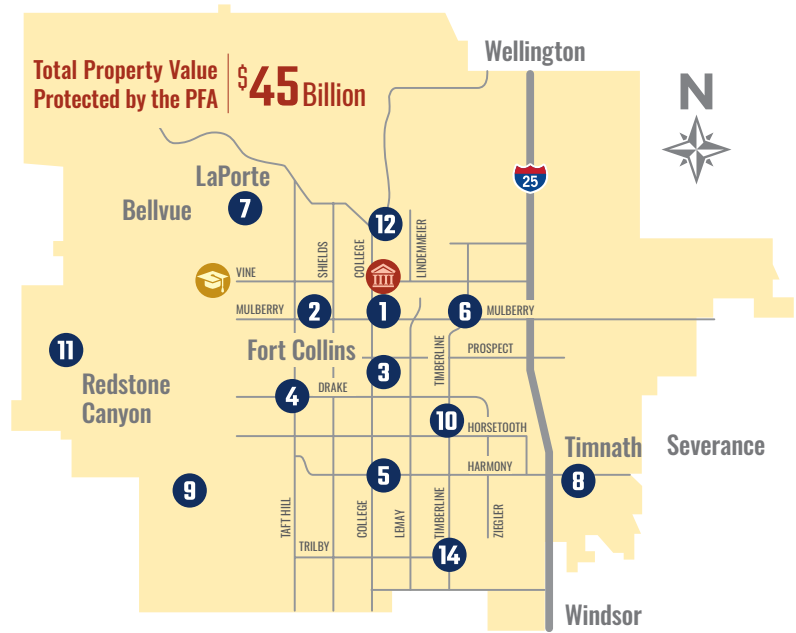 Total Property Value
Protected by the PFA
$45 Billion
Wellington
N
25
LaPorte
Bellvue
7
12
SHIELDS
COLLEGE
LINDENMEIER
VINE
MULBERRY
2
1
6
MULBERRY
11
Fort Collins
3
TIMBERLINE
PROSPECT
Redstone
Canyon
4
DRAKE
10
HORSETOOTH
Timnath
Severance
9
5
HARMONY
8
TAFT HILL
COLLEGE
LEMAY
TIMBERLINE
ZIEGLER
TRILBY
14
Windsor